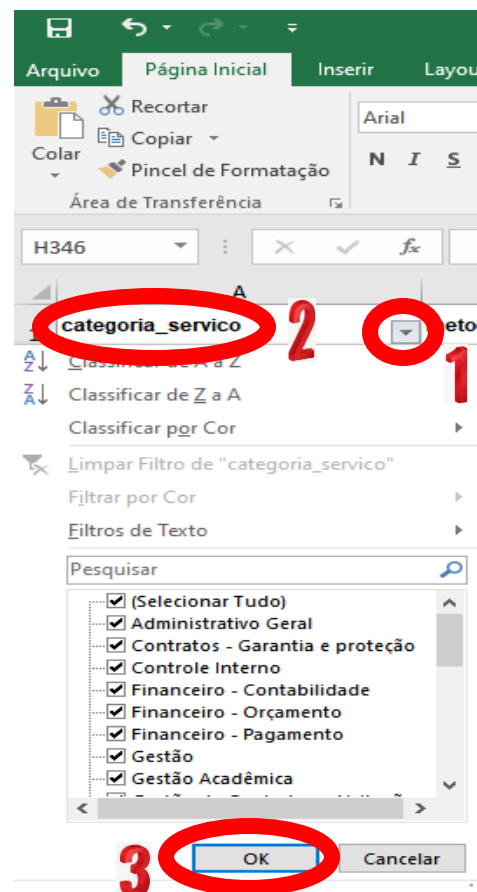 Arquivo Página Inicial Inserir Layou
Recortar
Copiar
Colar
Pincel de Formatação
Área de Transferência
Arial
N I S
H346 fx
A
1 categoria_servico 2 1
Classificar de A a Z
Classificar de Z a A
Classificar por Cor
Limpar Filtro de "categoria_servico"
Filtrar por Cor
Filtros de Texto
Pesquisar
(Selecionar Tudo)
Administrativo Geral
Contratos - Garantia e proteção
Controle Interno
Financeiro - Contabilidade
Financeiro - Orçamento
Financeiro - Pagamento
Gestão
Gestão Acadêmica
3 OK Cancelar